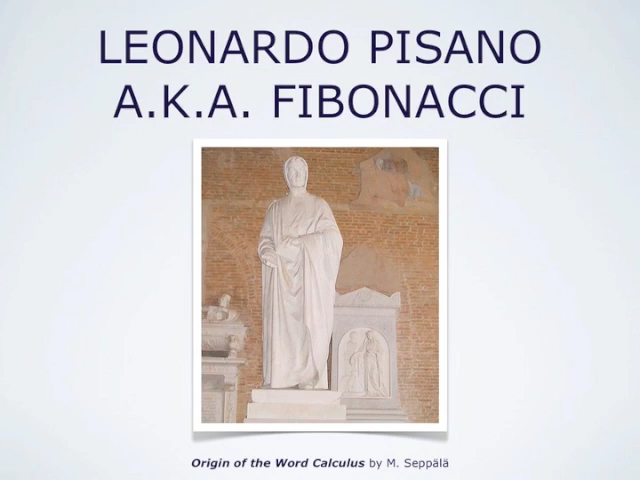 LEONARDO PISANO
A.K.A. FIBONACCI
Origin of the Word Calculus by M. Seppälä